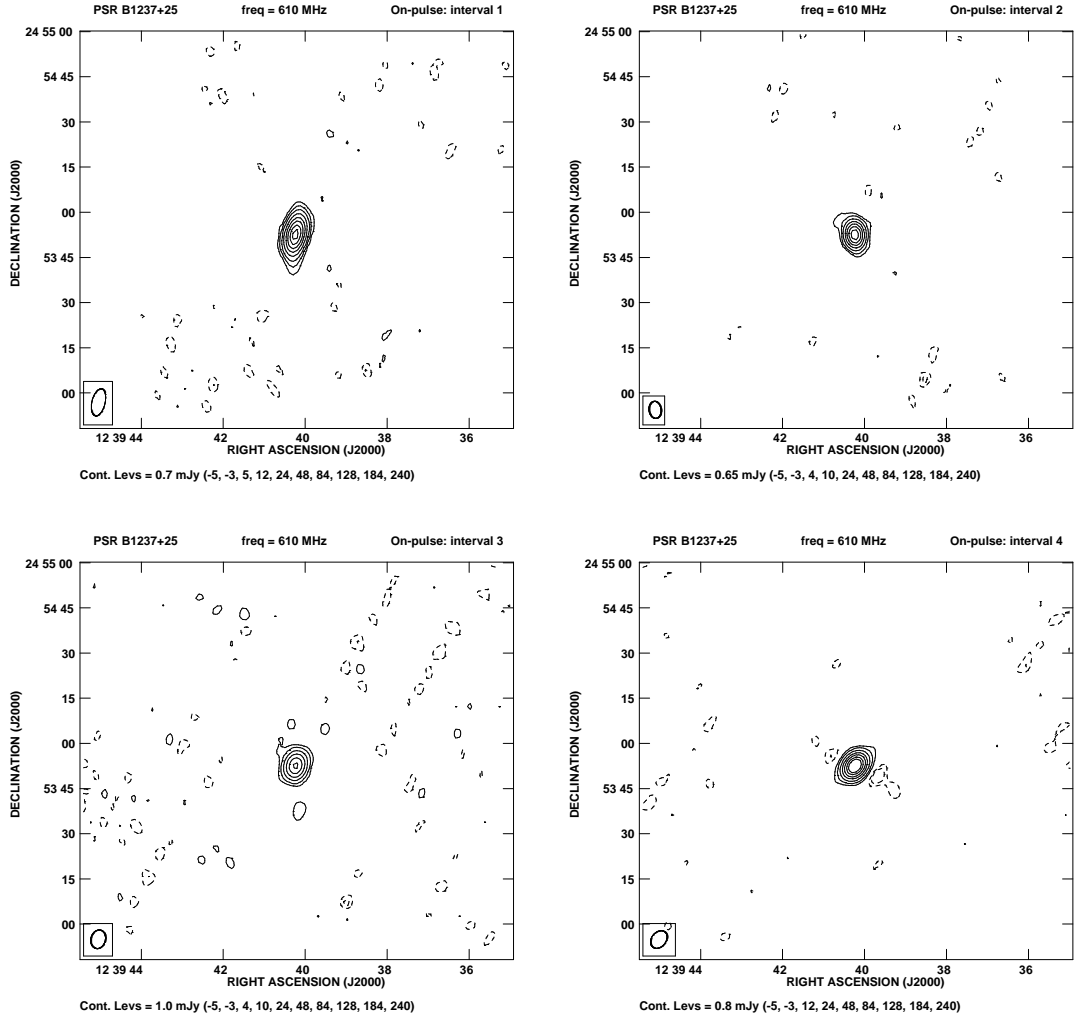 PSR B1237+25 freq = 610 MHz On-pulse: interval 1
DECLINATION (J2000)
24 55 00
54 45
30
15
00
53 45
30
15
00
12 39 44 42 40 38 36
RIGHT ASCENSION (J2000)
Cont. Levs = 0.7 mJy (-5, -3, 5, 12, 24, 48, 84, 128, 184, 240)
PSR B1237+25 freq = 610 MHz On-pulse: interval 2
DECLINATION (J2000)
24 55 00
54 45
30
15
00
53 45
30
15
00
12 39 44 42 40 38 36
RIGHT ASCENSION (J2000)
Cont. Levs = 0.65 mJy (-5, -3, 4, 10, 24, 48, 84, 128, 184, 240)
PSR B1237+25 freq = 610 MHz On-pulse: interval 3
DECLINATION (J2000)
24 55 00
54 45
30
15
00
53 45
30
15
00
12 39 44 42 40 38 36
RIGHT ASCENSION (J2000)
Cont. Levs = 1.0 mJy (-5, -3, 4, 10, 24, 48, 84, 128, 184, 240)
PSR B1237+25 freq = 610 MHz On-pulse: interval 4
DECLINATION (J2000)
24 55 00
54 45
30
15
00
53 45
30
15
00
12 39 44 42 40 38 36
RIGHT ASCENSION (J2000)
Cont. Levs = 0.8 mJy (-5, -3, 12, 24, 48, 84, 128, 184, 240)